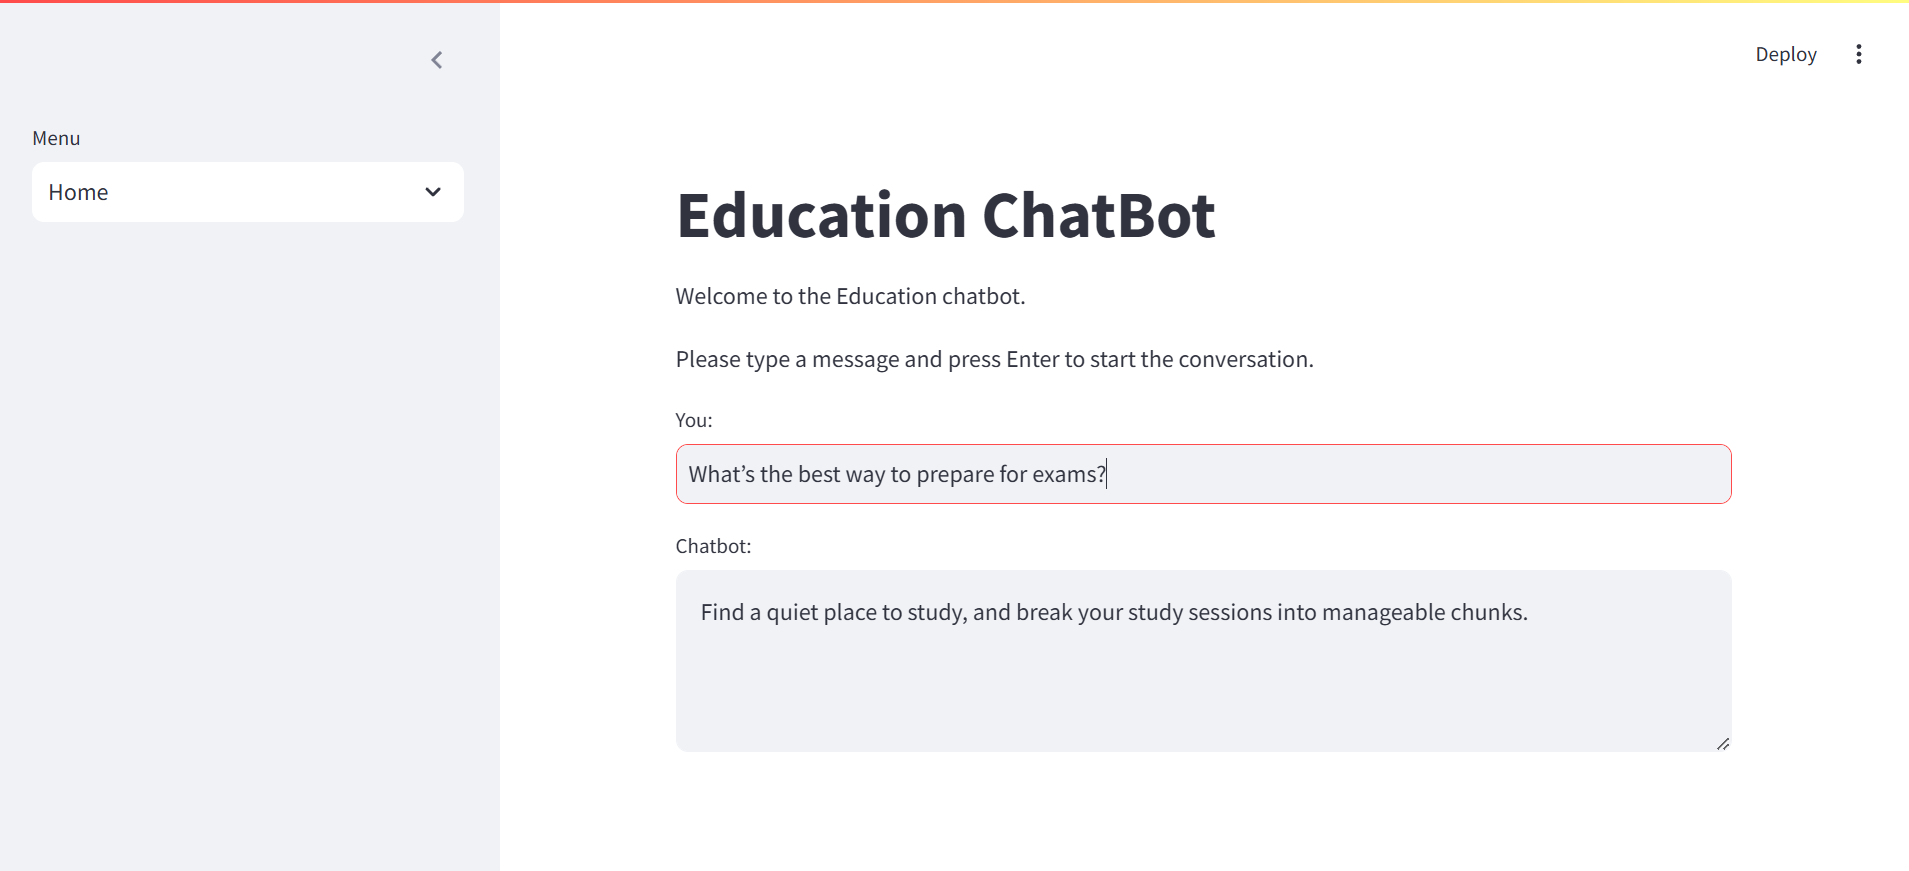 Deploy
Menu
Home
Education ChatBot
Welcome to the Education chatbot.
Please type a message and press Enter to start the conversation.
You:
What’s the best way to prepare for exams?
Chatbot:
Find a quiet place to study, and break your study sessions into manageable chunks.